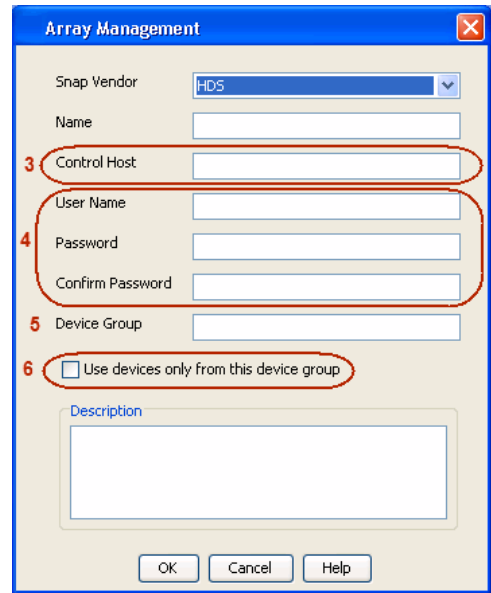 Array Management
Snap Vendor HDS
Name
3 Control Host
User Name
4 Password
Confirm Password
5 Device Group
6 Use devices only from this device group
Description
OK Cancel Help